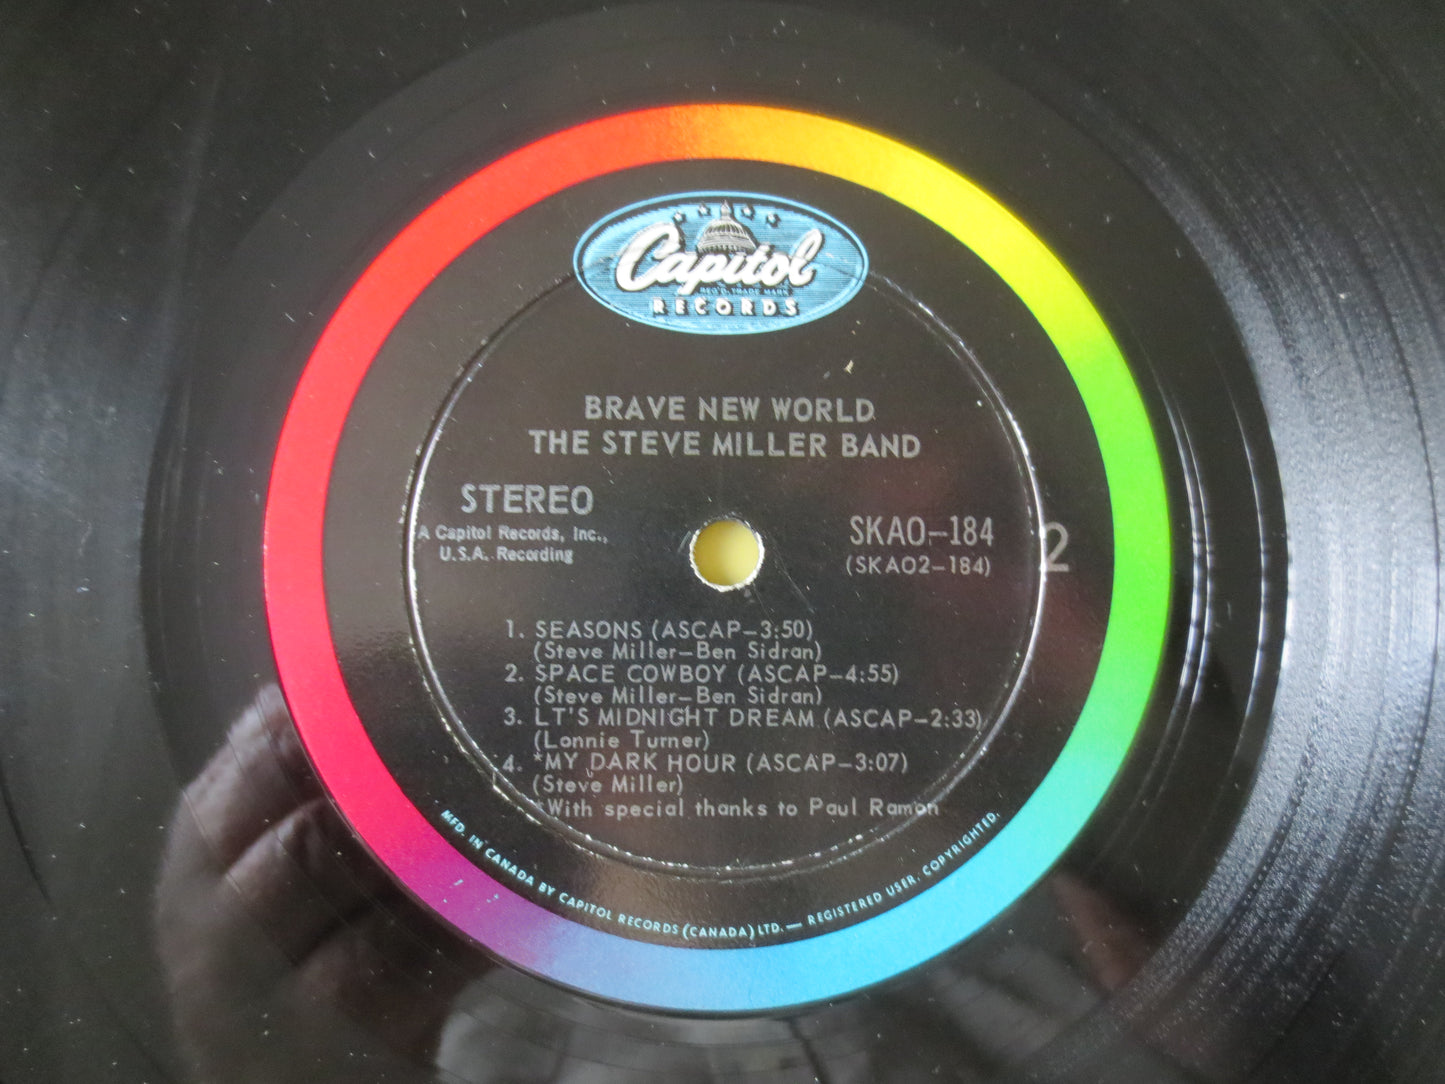 Capitol
REG'D. TRADE MARK
RECORDS
BRAVE NEW WORLD
THE STEVE MILLER BAND
STEREO
A Capitol Records, Inc.,
U.S.A. Recording
SKAO-184
(SKAO2-184)
2
1. SEASONS (ASCAP-3:50)
(Steve Miller-Ben Sidran)
2. SPACE COWBOY (ASCAP-4:55)
(Steve Miller-Ben Sidran)
3. LT'S MIDNIGHT DREAM (ASCAP-2:33)
(Lonnie Turner)
4. *MY DARK HOUR (ASCAP-3:07)
(Steve Miller)
*With special thanks to Paul Ramon
MFD. IN CANADA BY CAPITOL RECORDS (CANADA) LTD. — REGISTERED USER. COPYRIGHTED.